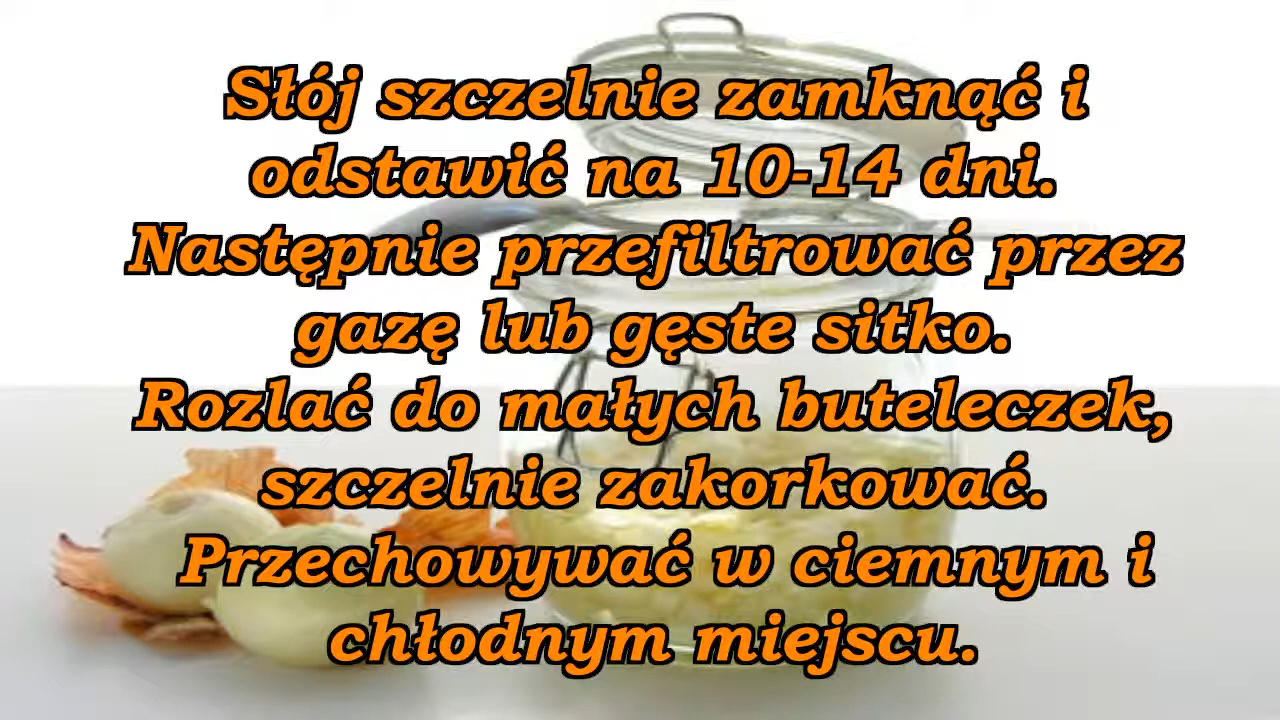 Słój szczelnie zamknąć i
odstawić na 10-14 dni.
Następnie przefiltrować przez
gazę lub gęste sitko.
Rozlać do małych buteleczek,
szczelnie zakorkować.
Przechowywać w ciemnym i
chłodnym miejscu.